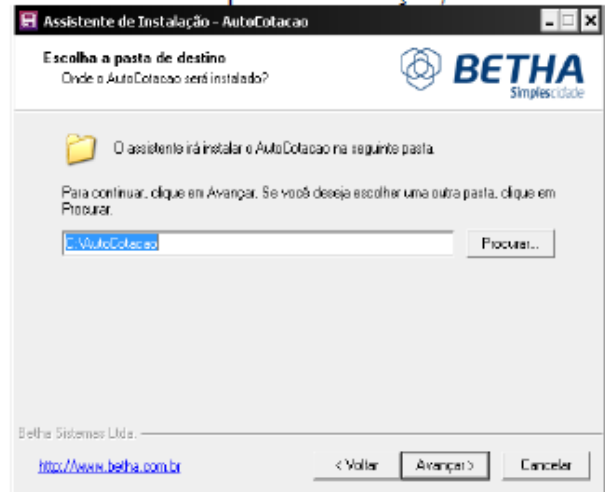 Assistente de Instalação - AutoCotacao
Escolha a pasta de destino
Onde o AutoCotacao será instalado?
BETHA
Simplescidade
O assistente irá instalar o AutoCotacao na seguinte pasta.
Para continuar, clique em Avançar. Se você deseja escolher uma outra pasta, clique em
Procurar.
C:\AutoCotacao
Procurar...
Betha Sistemas Ltda.
http://www.betha.com.br
< Voltar
Avançar >
Cancelar